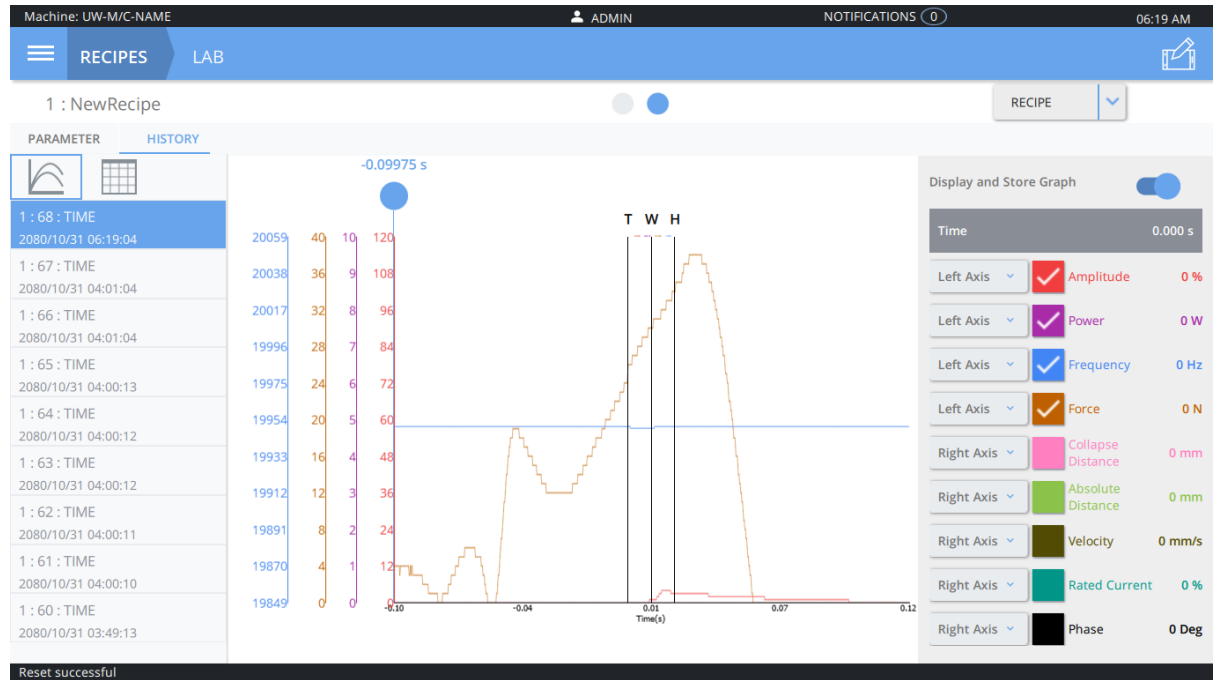 Machine: UW-M/C-NAME ADMIN NOTIFICATIONS 0 06:19 AM
RECIPES LAB
1 : NewRecipe RECIPE
PARAMETER HISTORY
1 : 68 : TIME
2080/10/31 06:19:04
1 : 67 : TIME
2080/10/31 04:01:04
1 : 66 : TIME
2080/10/31 04:01:04
1 : 65 : TIME
2080/10/31 04:00:13
1 : 64 : TIME
2080/10/31 04:00:12
1 : 63 : TIME
2080/10/31 04:00:12
1 : 62 : TIME
2080/10/31 04:00:11
1 : 61 : TIME
2080/10/31 04:00:10
1 : 60 : TIME
2080/10/31 03:49:13
-0.09975 s
T W H
20059 40 10 120
20038 36 9 108
20017 32 8 96
19996 28 7 84
19975 24 6 72
19954 20 5 60
19933 16 4 48
19912 12 3 36
19891 8 2 24
19870 4 1 12
19849 0 0 0
-0.10 -0.04 0.01 0.07 0.12
Time(s)
Display and Store Graph
Time 0.000 s
Left Axis Amplitude 0 %
Left Axis Power 0 W
Left Axis Frequency 0 Hz
Left Axis Force 0 N
Right Axis Collapse Distance 0 mm
Right Axis Absolute Distance 0 mm
Right Axis Velocity 0 mm/s
Right Axis Rated Current 0 %
Right Axis Phase 0 Deg
Reset successful